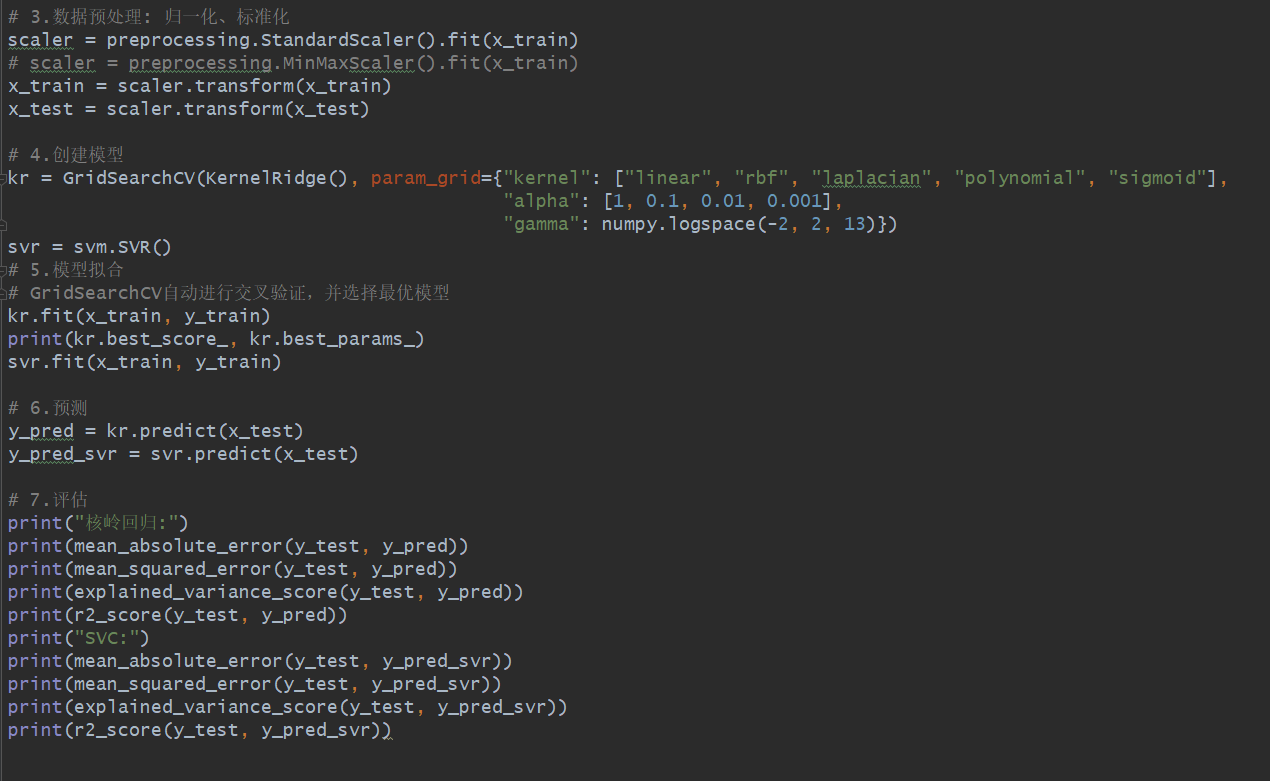 # 3.数据预处理: 归一化、标准化
scaler = preprocessing.StandardScaler().fit(x_train)
# scaler = preprocessing.MinMaxScaler().fit(x_train)
x_train = scaler.transform(x_train)
x_test = scaler.transform(x_test)
# 4.创建模型
kr = GridSearchCV(KernelRidge(), param_grid={"kernel": ["linear", "rbf", "laplacian", "polynomial", "sigmoid"],
"alpha": [1, 0.1, 0.01, 0.001],
"gamma": numpy.logspace(-2, 2, 13)})
svr = svm.SVR()
# 5.模型拟合
# GridSearchCV自动进行交叉验证，并选择最优模型
kr.fit(x_train, y_train)
print(kr.best_score_, kr.best_params_)
svr.fit(x_train, y_train)
# 6.预测
y_pred = kr.predict(x_test)
y_pred_svr = svr.predict(x_test)
# 7.评估
print("核岭回归:")
print(mean_absolute_error(y_test, y_pred))
print(mean_squared_error(y_test, y_pred))
print(explained_variance_score(y_test, y_pred))
print(r2_score(y_test, y_pred))
print("SVC:")
print(mean_absolute_error(y_test, y_pred_svr))
print(mean_squared_error(y_test, y_pred_svr))
print(explained_variance_score(y_test, y_pred_svr))
print(r2_score(y_test, y_pred_svr))